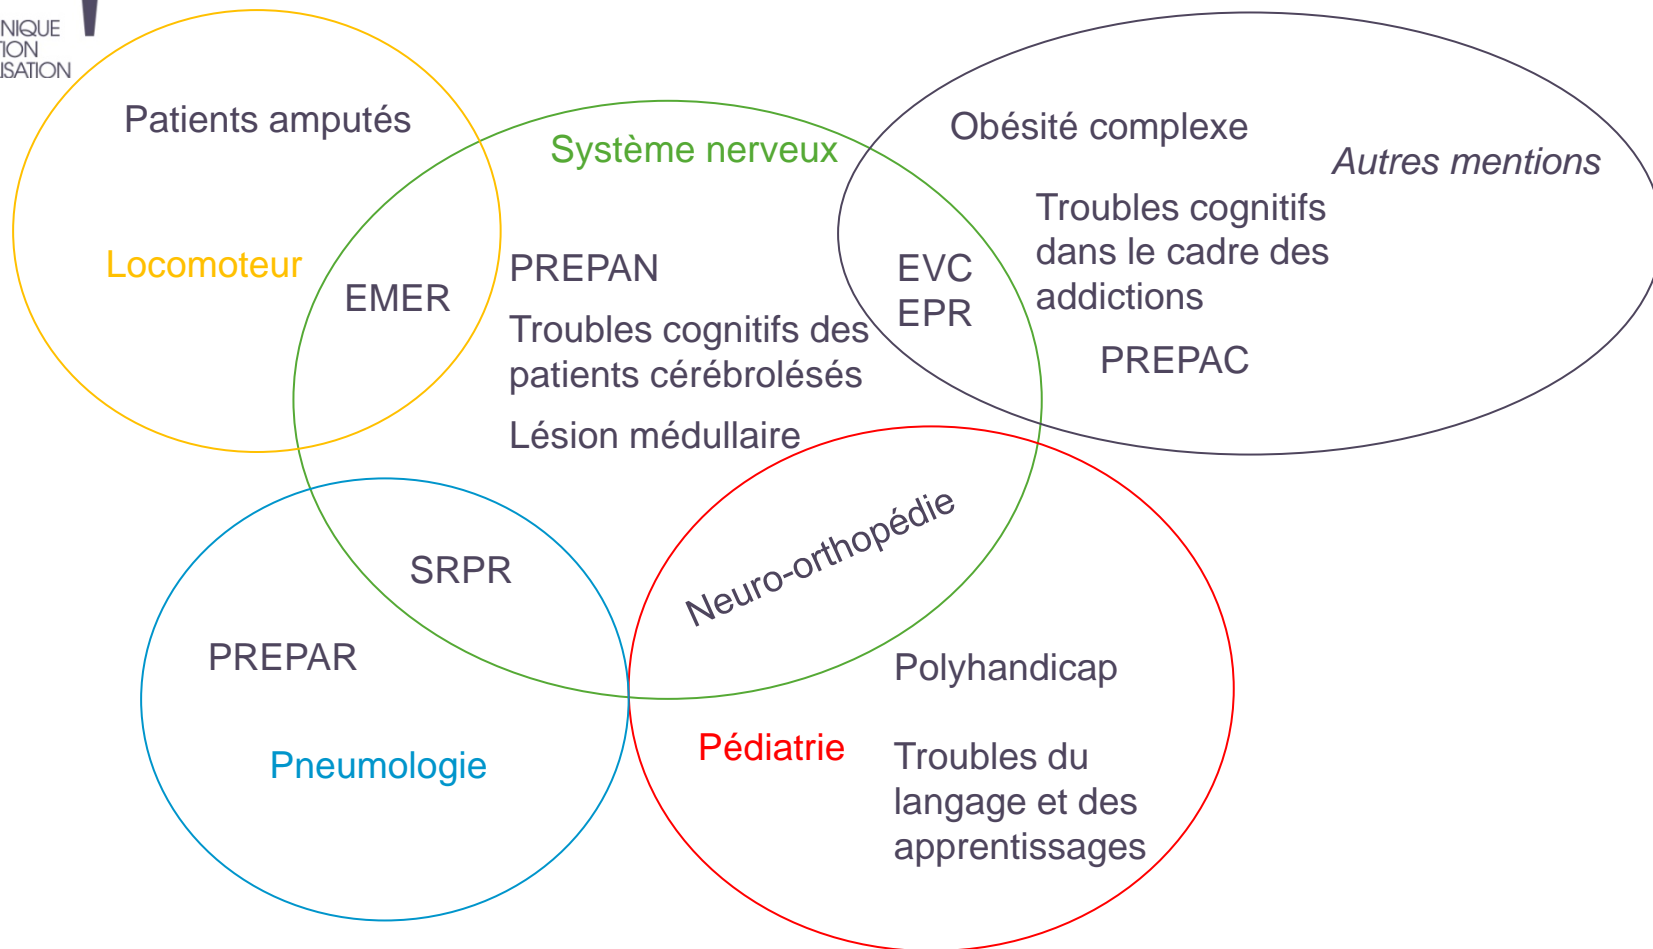 NIQUE
TION
ISATION
Patients amputés
Locomoteur
EMER
Système nerveux
PREPAN
Troubles cognitifs des
patients cérébrolésés
Lésion médullaire
EVC
EPR
Obésité complexe
Autres mentions
Troubles cognitifs
dans le cadre des
addictions
PREPAC
SRPR
PREPAR
Pneumologie
Neuro-orthopédie
Polyhandicap
Pédiatrie
Troubles du
langage et des
apprentissages